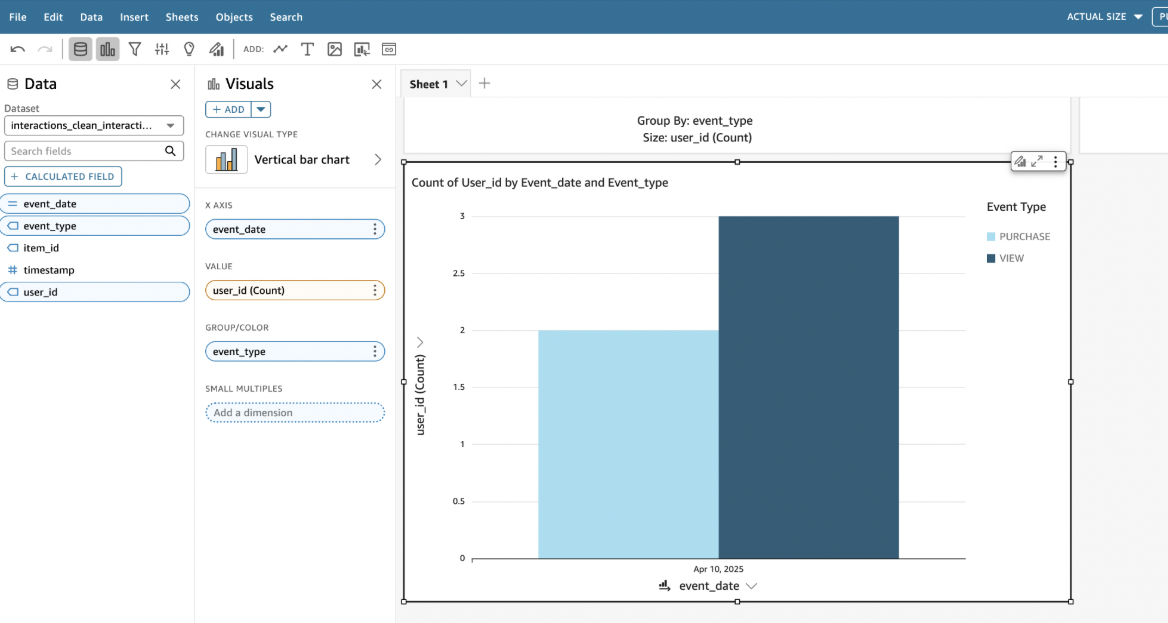 File Edit Data Insert Sheets Objects Search
ACTUAL SIZE
ADD:
Data
Dataset
interactions_clean_interacti...
Search fields
+ CALCULATED FIELD
event_date
event_type
item_id
timestamp
user_id
Visuals
+ ADD
CHANGE VISUAL TYPE
Vertical bar chart
X AXIS
event_date
VALUE
user_id (Count)
GROUP/COLOR
event_type
SMALL MULTIPLES
Add a dimension
Sheet 1
Group By: event_type
Size: user_id (Count)
Count of User_id by Event_date and Event_type
Event Type
PURCHASE
VIEW
user_id (Count)
3
2.5
2
1.5
1
0.5
0
Apr 10, 2025
event_date